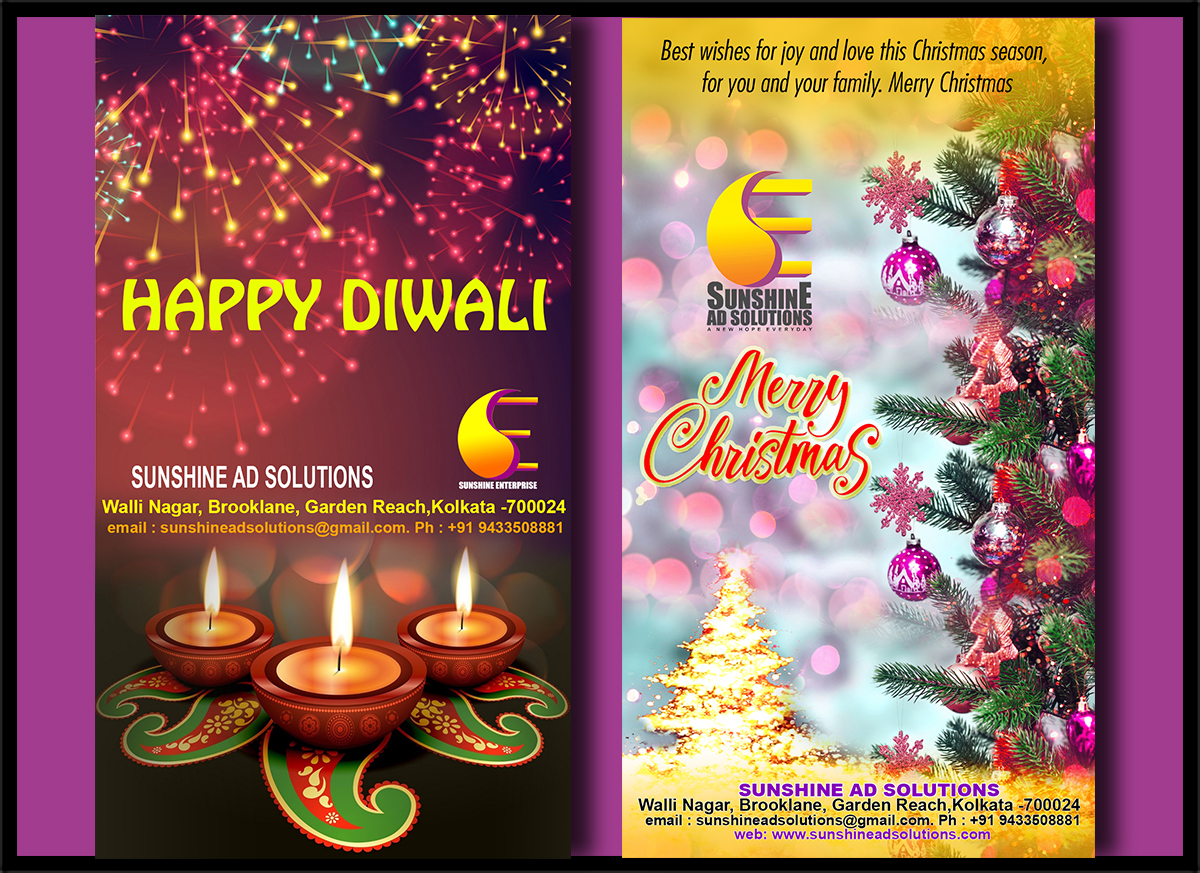 HAPPY DIWALI
SUNSHINE ENTERPRISE
SUNSHINE AD SOLUTIONS
Walli Nagar, Brooklane, Garden Reach,Kolkata -700024
email : sunshineadsolutions@gmail.com. Ph : +91 9433508881
Best wishes for joy and love this Christmas season,
for you and your family. Merry Christmas
SUNSHINE
AD SOLUTIONS
A NEW HOPE EVERYDAY
Merry
Christmas
SUNSHINE AD SOLUTIONS
Walli Nagar, Brooklane, Garden Reach,Kolkata -700024
email : sunshineadsolutions@gmail.com. Ph : +91 9433508881
web: www.sunshineadsolutions.com